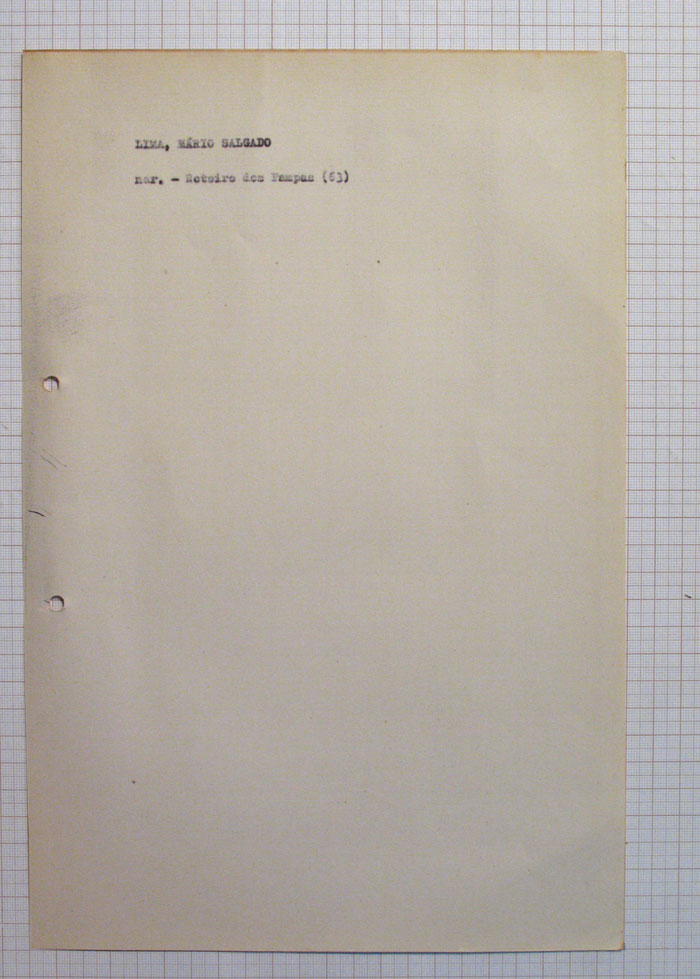 LIMA, MÁRIO SALGADO
nar. - Roteiro dos Pampas (63)